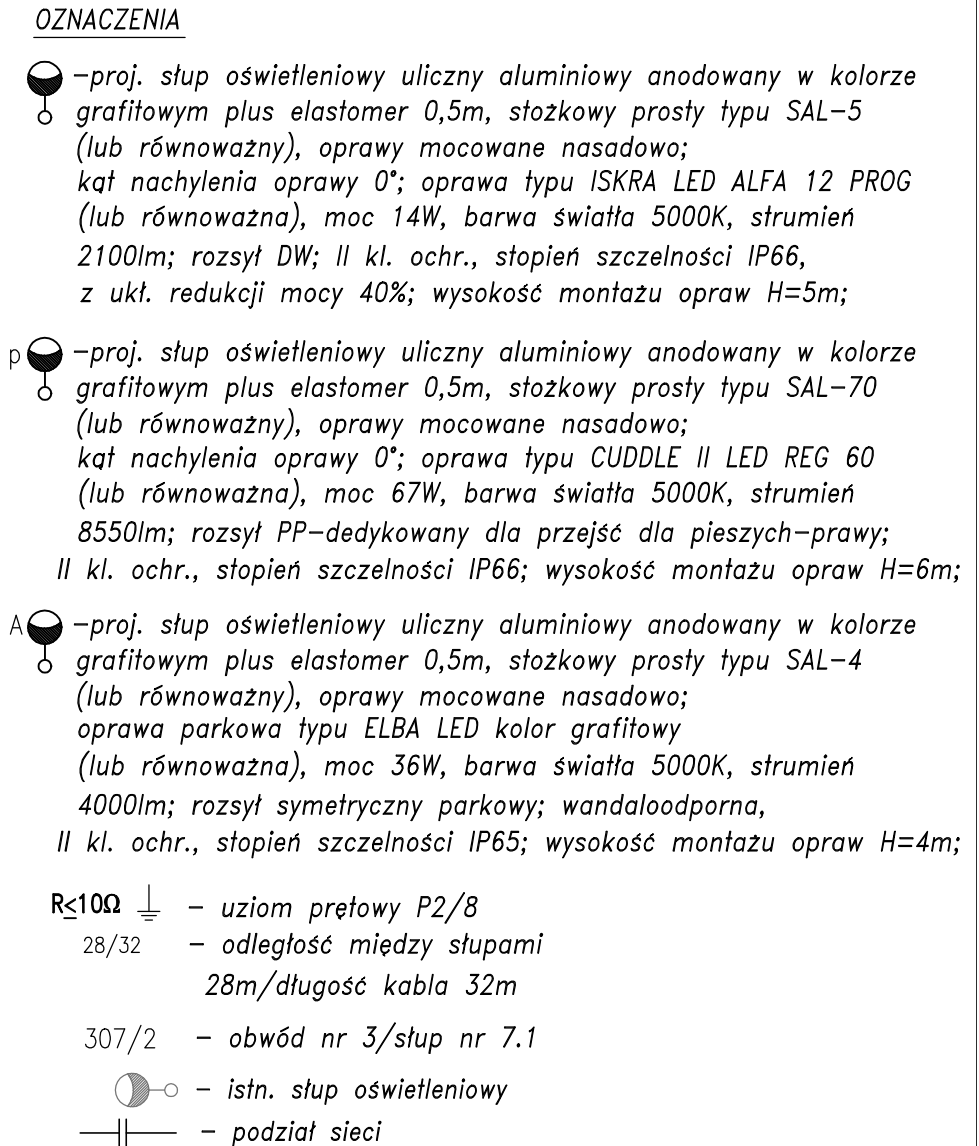 OZNACZENIA
-proj. słup oświetleniowy uliczny aluminiowy anodowany w kolorze
grafitowym plus elastomer 0,5m, stożkowy prosty typu SAL-5
(lub równoważny), oprawy mocowane nasadowo;
kąt nachylenia oprawy 0°; oprawa typu ISKRA LED ALFA 12 PROG
(lub równoważna), moc 14W, barwa światła 5000K, strumień
2100lm; rozsył DW; II kl. ochr., stopień szczelności IP66,
z ukł. redukcji mocy 40%; wysokość montażu opraw H=5m;
p -proj. słup oświetleniowy uliczny aluminiowy anodowany w kolorze
grafitowym plus elastomer 0,5m, stożkowy prosty typu SAL-70
(lub równoważny), oprawy mocowane nasadowo;
kąt nachylenia oprawy 0°; oprawa typu CUDDLE II LED REG 60
(lub równoważna), moc 67W, barwa światła 5000K, strumień
8550lm; rozsył PP-dedykowany dla przejść dla pieszych-prawy;
II kl. ochr., stopień szczelności IP66; wysokość montażu opraw H=6m;
A -proj. słup oświetleniowy uliczny aluminiowy anodowany w kolorze
grafitowym plus elastomer 0,5m, stożkowy prosty typu SAL-4
(lub równoważny), oprawy mocowane nasadowo;
oprawa parkowa typu ELBA LED kolor grafitowy
(lub równoważna), moc 36W, barwa światła 5000K, strumień
4000lm; rozsył symetryczny parkowy; wandaloodporna,
II kl. ochr., stopień szczelności IP65; wysokość montażu opraw H=4m;
R≤10Ω - uziom prętowy P2/8
28/32 - odległość między słupami
28m/długość kabla 32m
307/2 - obwód nr 3/słup nr 7.1
- istn. słup oświetleniowy
- podział sieci